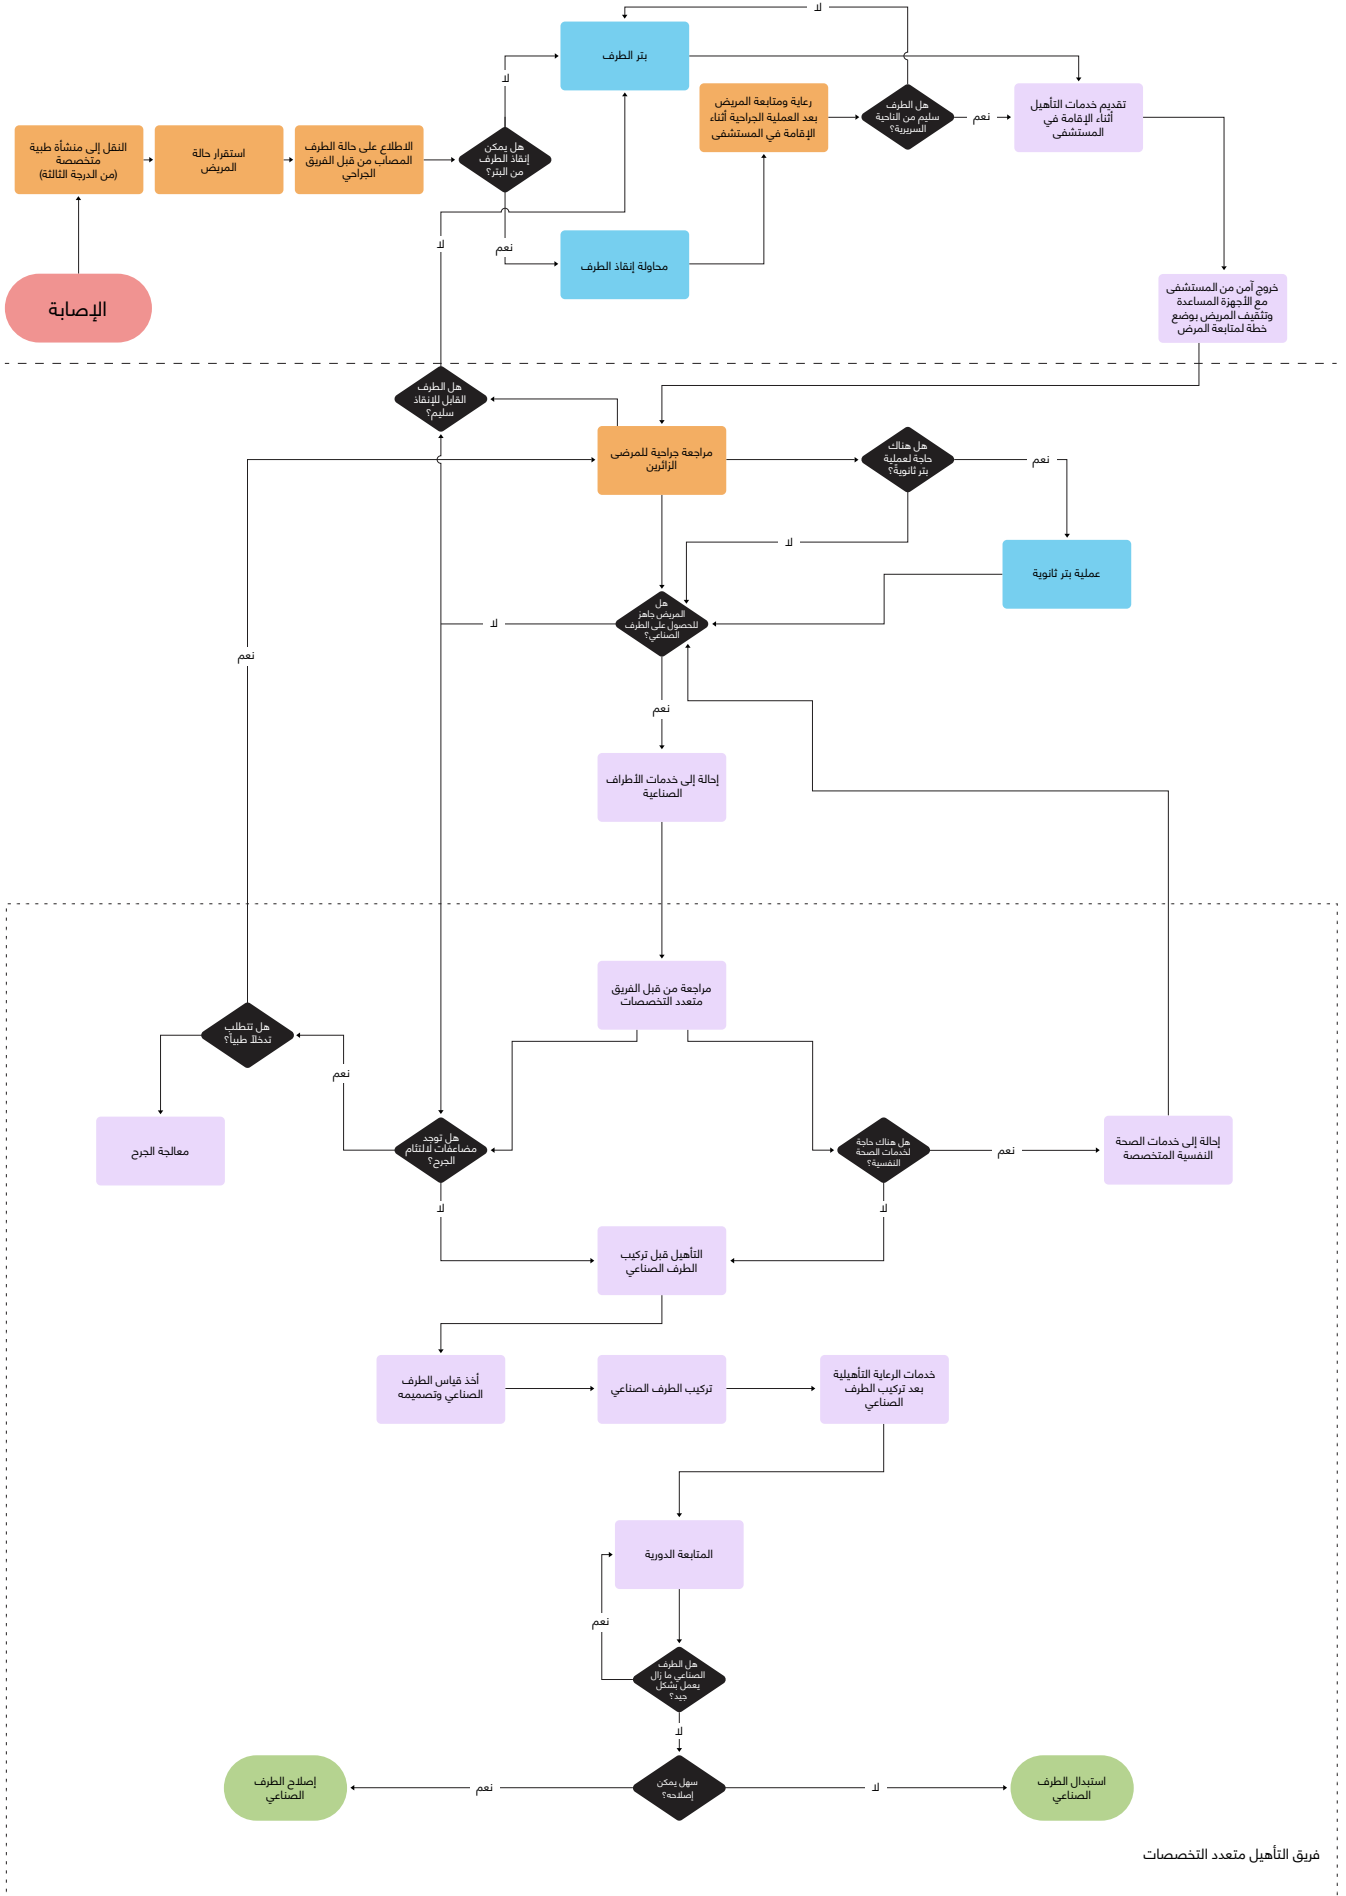 لا
بتر الطرف
لا
النقل إلى منشأة طبية
متخصصة
(من الدرجة الثالثة)
استقرار حالة
المريض
الاطلاع على حالة الطرف
المصاب من قبل الفريق
الجراحي
هل يمكن
إنقاذ الطرف
من البتر؟
رعاية ومتابعة المريض
بعد العملية الجراحية أثناء
الإقامة في المستشفى
هل الطرف
سليم من الناحية
السريرية؟
نعم
تقديم خدمات التأهيل
أثناء الإقامة في
المستشفى
لا
نعم
محاولة إنقاذ الطرف
الإصابة
خروج آمن من المستشفى
مع الأجهزة المساعدة
وتثقيف المريض بوضع
خطة لمتابعة المرض
هل الطرف
القابل للإنقاذ
سليم؟
مراجعة جراحية للمرضى
الزائرين
هل هناك
حاجة لعملية
بتر ثانوية؟
نعم
لا
عملية بتر ثانوية
هل
المريض جاهز
للحصول على الطرف
الصناعي؟
لا
نعم
نعم
إحالة إلى خدمات الأطراف
الصناعية
مراجعة من قبل الفريق
متعدد التخصصات
هل تتطلب
تدخلاً طبياً؟
نعم
معالجة الجرح
هل توجد
مضاعفات لالتئام
الجرح؟
هل هناك حاجة
لخدمات الصحة
النفسية؟
نعم
إحالة إلى خدمات الصحة
النفسية المتخصصة
لا
لا
التأهيل قبل تركيب
الطرف الصناعي
أخذ قياس الطرف
الصناعي وتصميمه
تركيب الطرف الصناعي
خدمات الرعاية التأهيلية
بعد تركيب الطرف
الصناعي
المتابعة الدورية
نعم
هل الطرف
الصناعي ما زال
يعمل بشكل
جيد؟
لا
إصلاح الطرف
الصناعي
نعم
سهل يمكن
إصلاحه؟
لا
استبدال الطرف
الصناعي
فريق التأهيل متعدد التخصصات